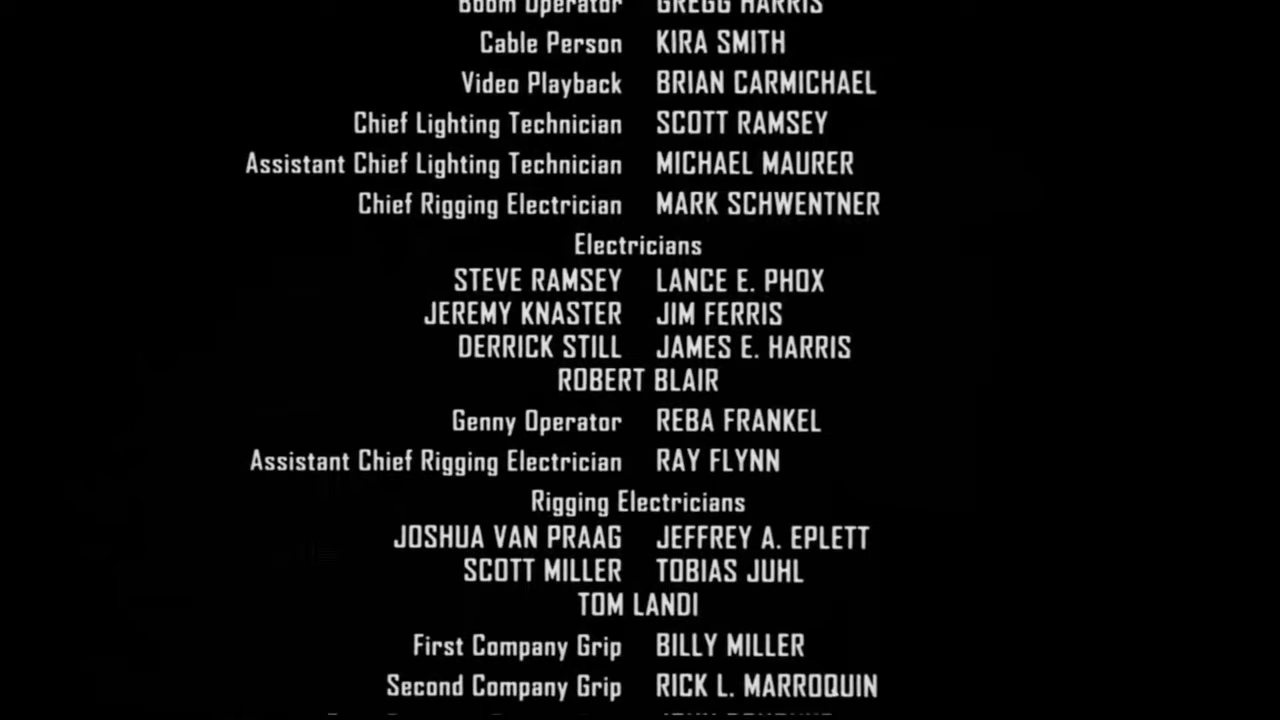 Boom Operator GREGG HARRIS
Cable Person KIRA SMITH
Video Playback BRIAN CARMICHAEL
Chief Lighting Technician SCOTT RAMSEY
Assistant Chief Lighting Technician MICHAEL MAURER
Chief Rigging Electrician MARK SCHWENTNER
Electricians
STEVE RAMSEY LANCE E. PHOX
JEREMY KNASTER JIM FERRIS
DERRICK STILL JAMES E. HARRIS
ROBERT BLAIR
Genny Operator REBA FRANKEL
Assistant Chief Rigging Electrician RAY FLYNN
Rigging Electricians
JOSHUA VAN PRAAG JEFFREY A. EPLETT
SCOTT MILLER TOBIAS JUHL
TOM LANDI
First Company Grip BILLY MILLER
Second Company Grip RICK L. MARROQUIN